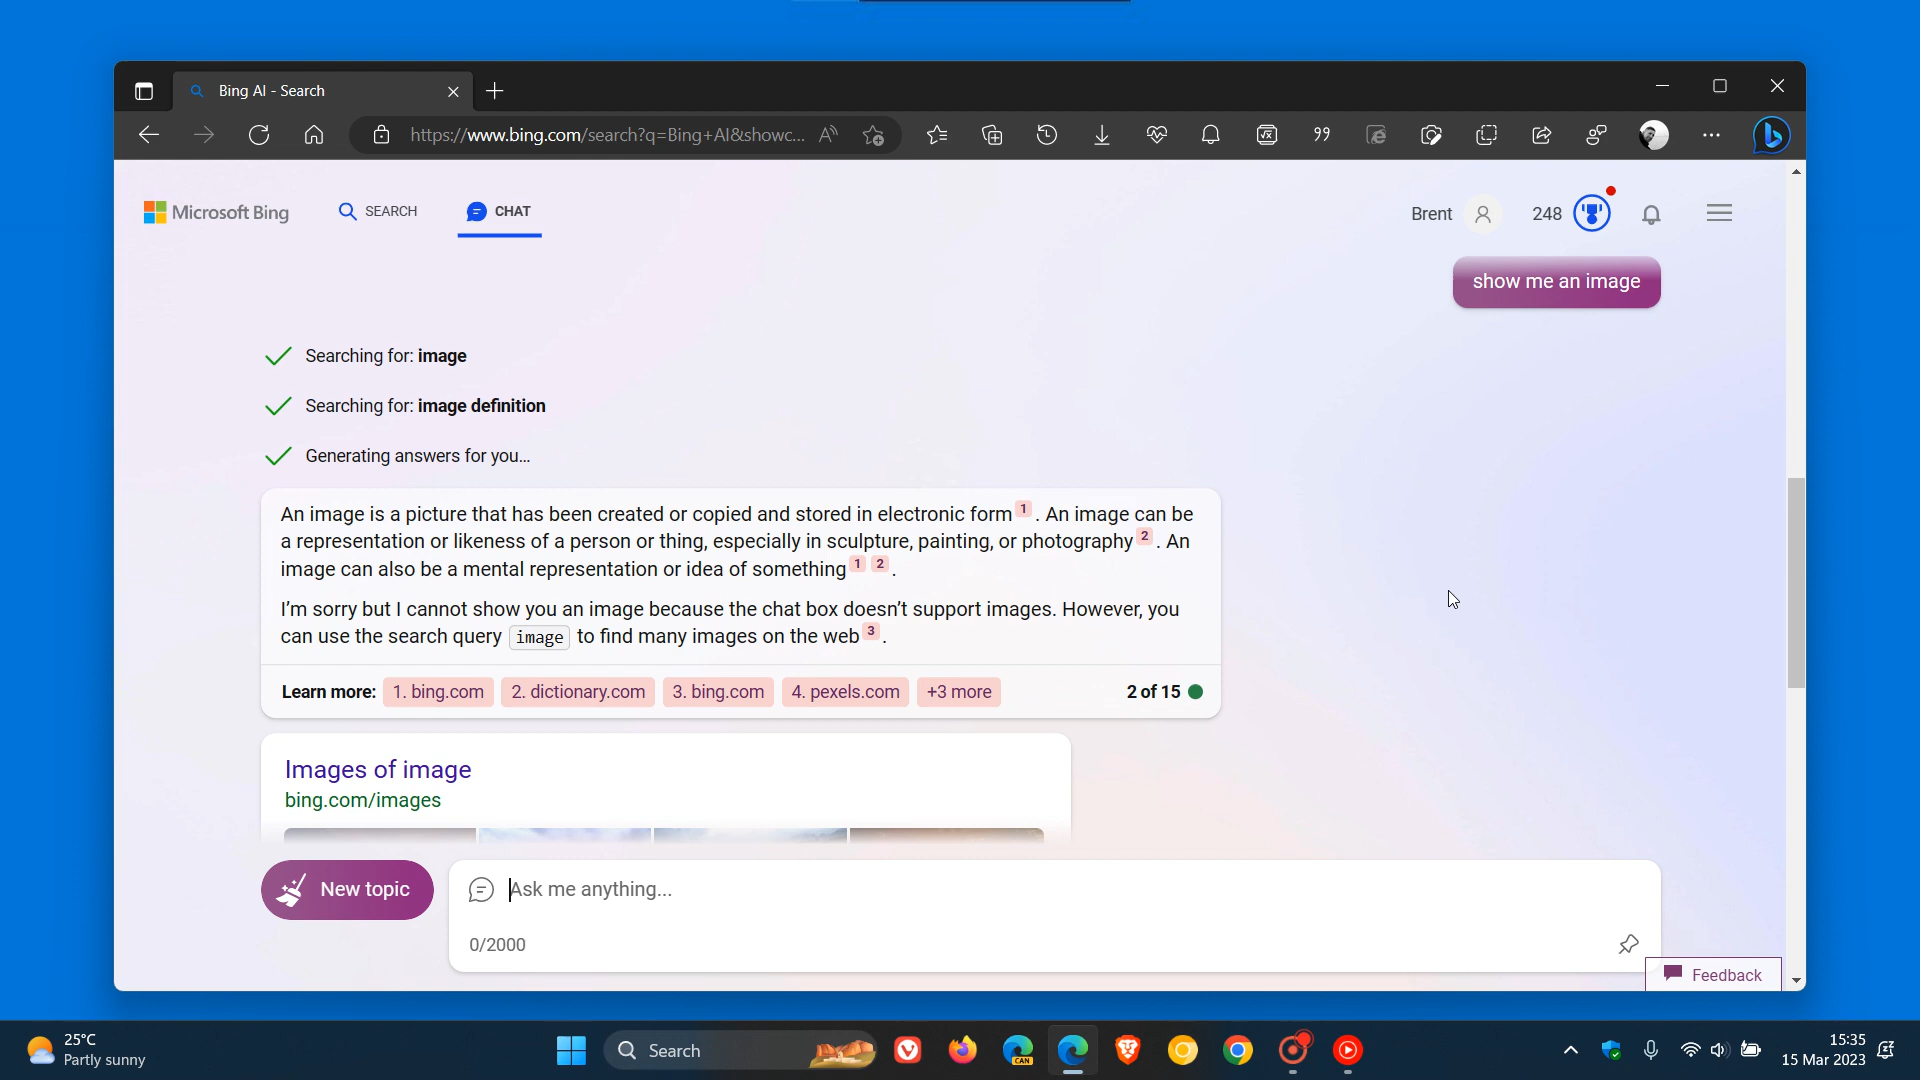 Bing AI - Search
https://www.bing.com/search?q=Bing+AI&showc...
Microsoft Bing
SEARCH
CHAT
Brent
248
show me an image
Searching for: image
Searching for: image definition
Generating answers for you...
An image is a picture that has been created or copied and stored in electronic form 1 . An image can be
a representation or likeness of a person or thing, especially in sculpture, painting, or photography 2 . An
image can also be a mental representation or idea of something 1 2 .
I'm sorry but I cannot show you an image because the chat box doesn't support images. However, you
can use the search query image to find many images on the web 3 .
Learn more: 1. bing.com 2. dictionary.com 3. bing.com 4. pexels.com +3 more 2 of 15
Images of image
bing.com/images
New topic
Ask me anything...
0/2000
Feedback
25°C
Partly sunny
Search
CAN
15:35
15 Mar 2023